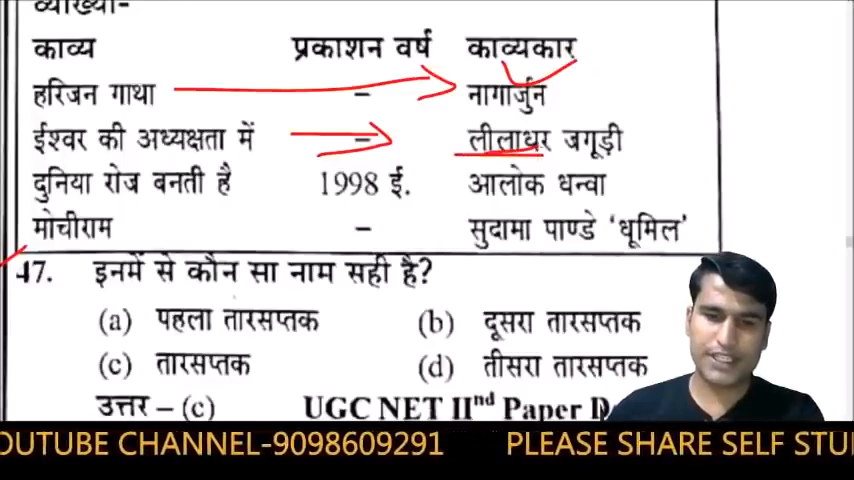 व्याख्या-
काव्य प्रकाशन वर्ष काव्यकार
हरिजन गाथा – नागार्जुन
ईश्वर की अध्यक्षता में – लीलाधर जगूड़ी
दुनिया रोज बनती है 1998 ई. आलोक धन्वा
मोचीराम – सुदामा पाण्डे 'धूमिल'
47. इनमें से कौन सा नाम सही है?
(a) पहला तारसप्तक (b) दूसरा तारसप्तक
(c) तारसप्तक (d) तीसरा तारसप्तक
उत्तर – (c) UGC NET IInd Paper
OUTUBE CHANNEL-9098609291 PLEASE SHARE SELF STU